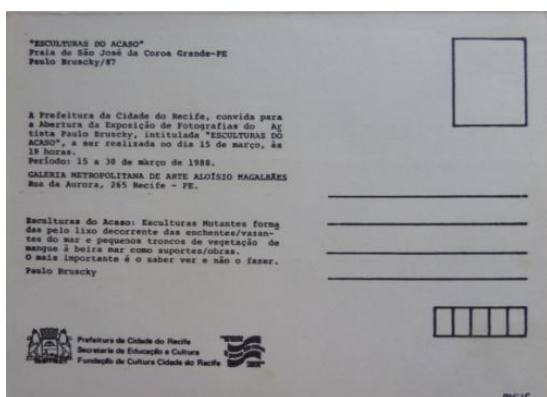 "ESCULTURAS DO ACASO"
Praia de São José da Coroa Grande-PE
Paulo Bruscky/87
A Prefeitura da Cidade do Recife, convida para
a Abertura da Exposição de Fotografias do Ar
tista Paulo Bruscky, intitulada "ESCULTURAS DO
ACASO", a ser realizada no dia 15 de março, às
19 horas.
Período: 15 a 30 de março de 1988.
GALERIA METROPOLITANA DE ARTE ALOÍSIO MAGALHÃES
Rua da Aurora, 265 Recife - PE.
Esculturas do Acaso: Esculturas Mutantes forma
das pelo lixo decorrente das enchentes/vazan-
tes do mar e pequenos troncos de vegetação de
mangue à beira mar como suportes/obras.
O mais importante é o saber ver e não o fazer.
Paulo Bruscky
Prefeitura da Cidade do Recife
Secretaria de Educação e Cultura
Fundação de Cultura Cidade do Recife